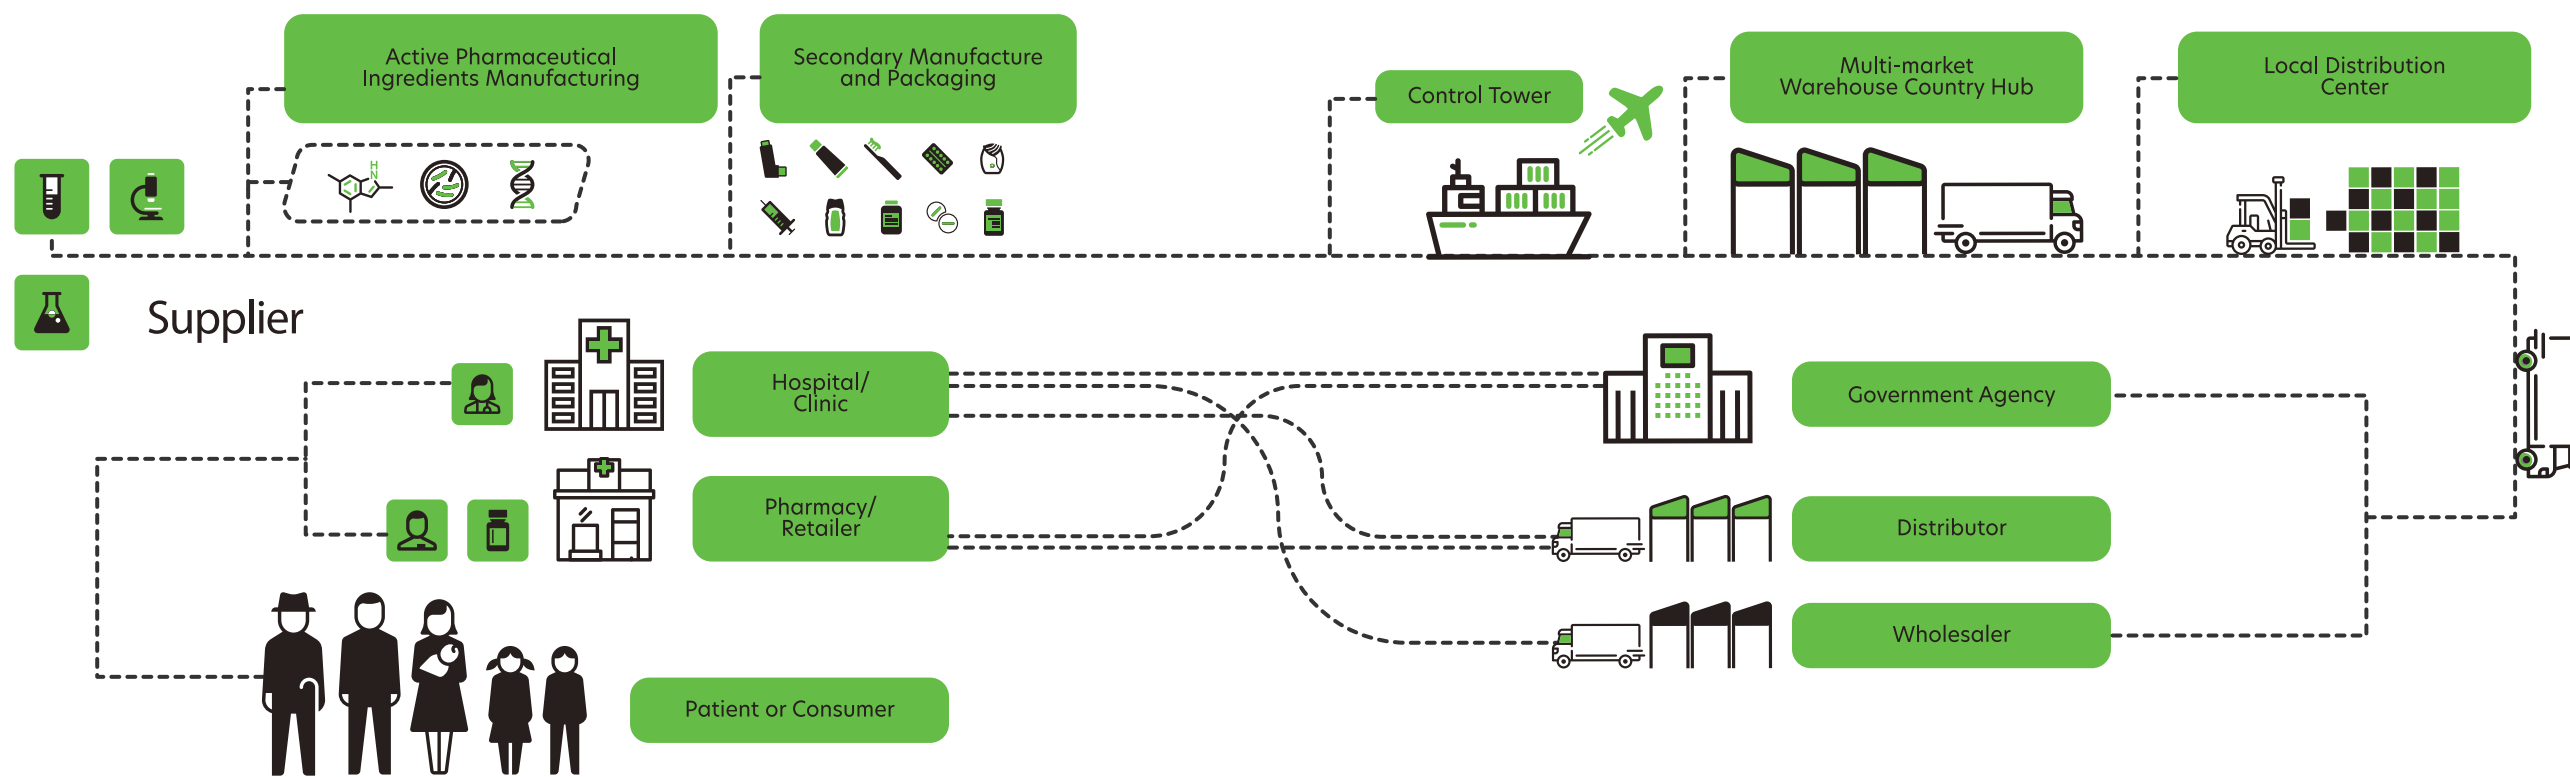 Active Pharmaceutical
Ingredients Manufacturing
Secondary Manufacture
and Packaging
Control Tower
Multi-market
Warehouse Country Hub
Local Distribution
Center
H
N
Supplier
Hospital/
Clinic
Government Agency
Pharmacy/
Retailer
Distributor
Wholesaler
Patient or Consumer